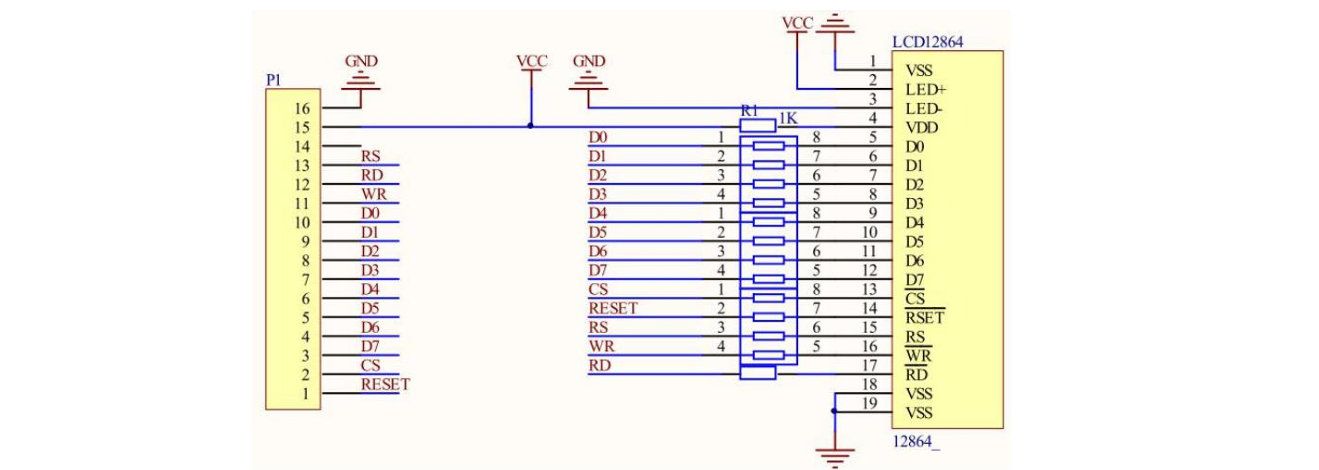 VCC
LCD12864
GND VCC GND 1 VSS
P1 2 LED+
16 3 LED-
15 R1 1K 4 VDD
14 D0 1 8 5 D0
13 RS D1 2 7 6 D1
12 RD D2 3 6 7 D2
11 WR D3 4 5 8 D3
10 D0 D4 1 8 9 D4
9 D1 D5 2 7 10 D5
8 D2 D6 3 6 11 D6
7 D3 D7 4 5 12 D7
6 D4 CS 1 8 13 CS
5 D5 RESET 2 7 14 RSET
4 D6 RS 3 6 15 RS
3 D7 WR 4 5 16 WR
2 CS RD 17 RD
1 RESET 18 VSS
19 VSS
12864_